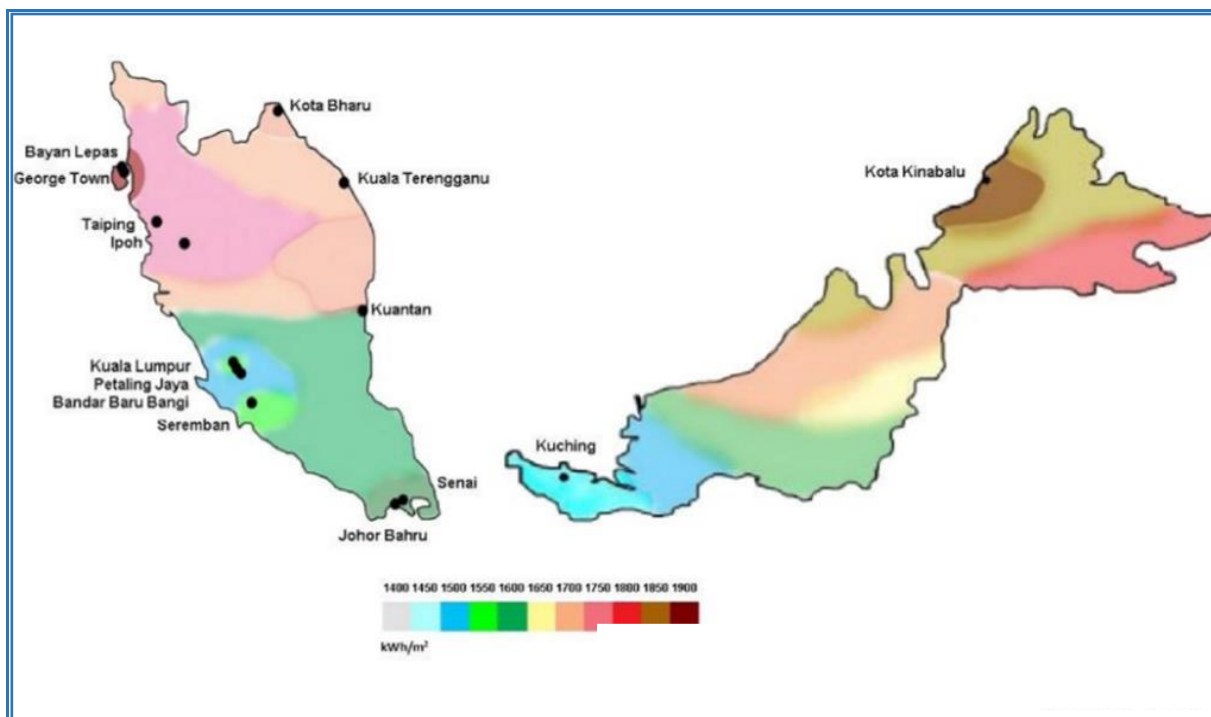 Kota Bharu
Bayan Lepas
George Town
Kuala Terengganu
Kota Kinabalu
Taiping
Ipoh
Kuantan
Kuala Lumpur
Petaling Jaya
Bandar Baru Bangi
Seremban
Kuching
Senai
Johor Bahru
1400 1450 1500 1550 1600 1650 1700 1750 1800 1850 1900
kWh/m²